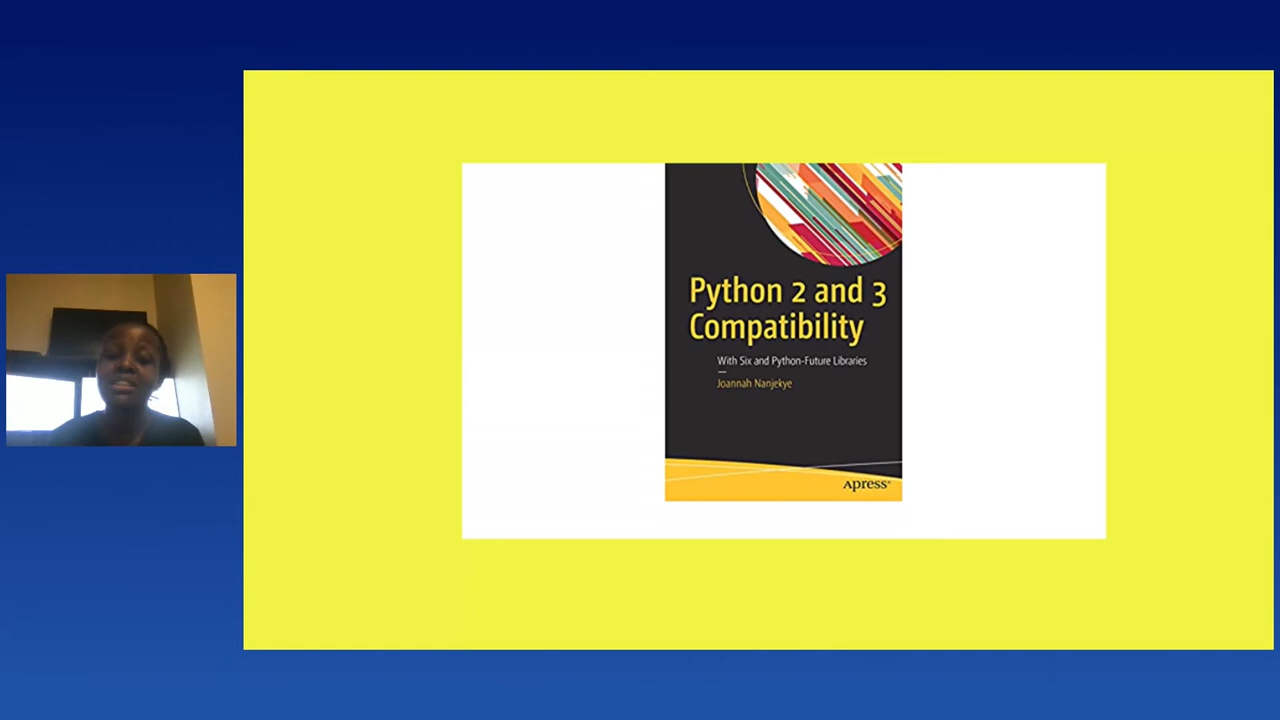 Python 2 and 3
Compatibility
With Six and Python-Future Libraries
—
Joannah Nanjekye
Apress®